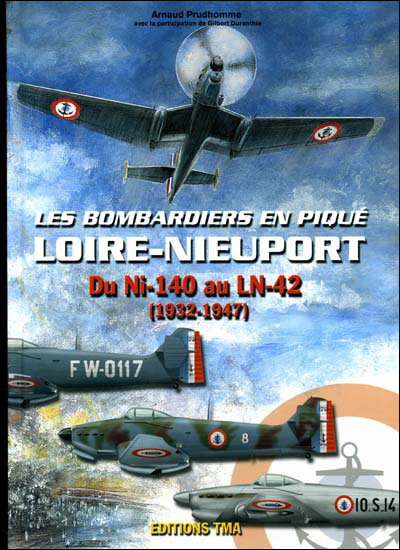 Arnaud Prudhomme
avec la participation de Gilbert Duranthie
LES BOMBARDIERS EN PIQUÉ
LOIRE-NIEUPORT
Du Ni-140 au LN-42
(1932-1947)
FW-0117
8
10.S.14
EDITIONS TMA